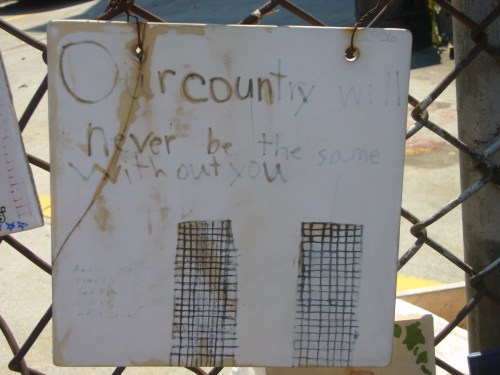 Our country will
never be the same
without you